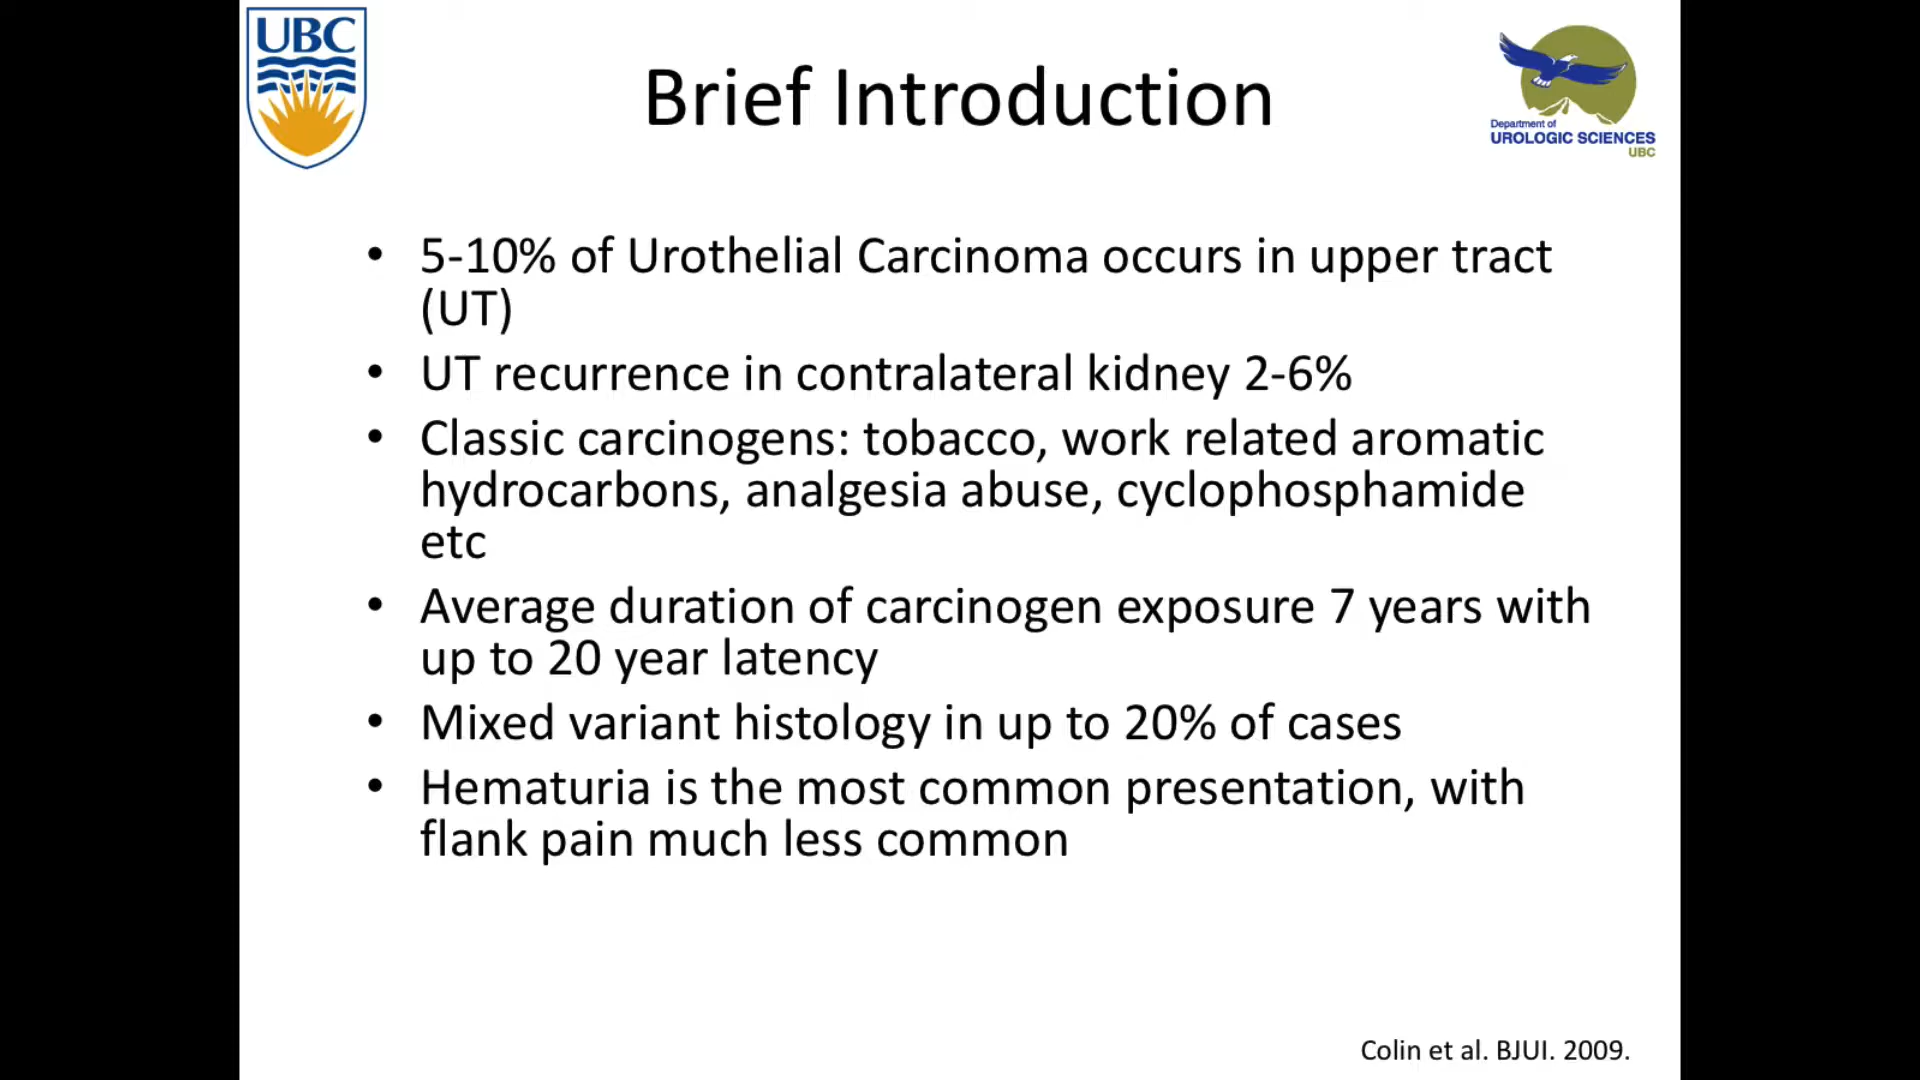 UBC
Brief Introduction
Department of
UROLOGIC SCIENCES
UBC
• 5-10% of Urothelial Carcinoma occurs in upper tract
(UT)
• UT recurrence in contralateral kidney 2-6%
• Classic carcinogens: tobacco, work related aromatic
hydrocarbons, analgesia abuse, cyclophosphamide
etc
• Average duration of carcinogen exposure 7 years with
up to 20 year latency
• Mixed variant histology in up to 20% of cases
• Hematuria is the most common presentation, with
flank pain much less common
Colin et al. BJUI. 2009.